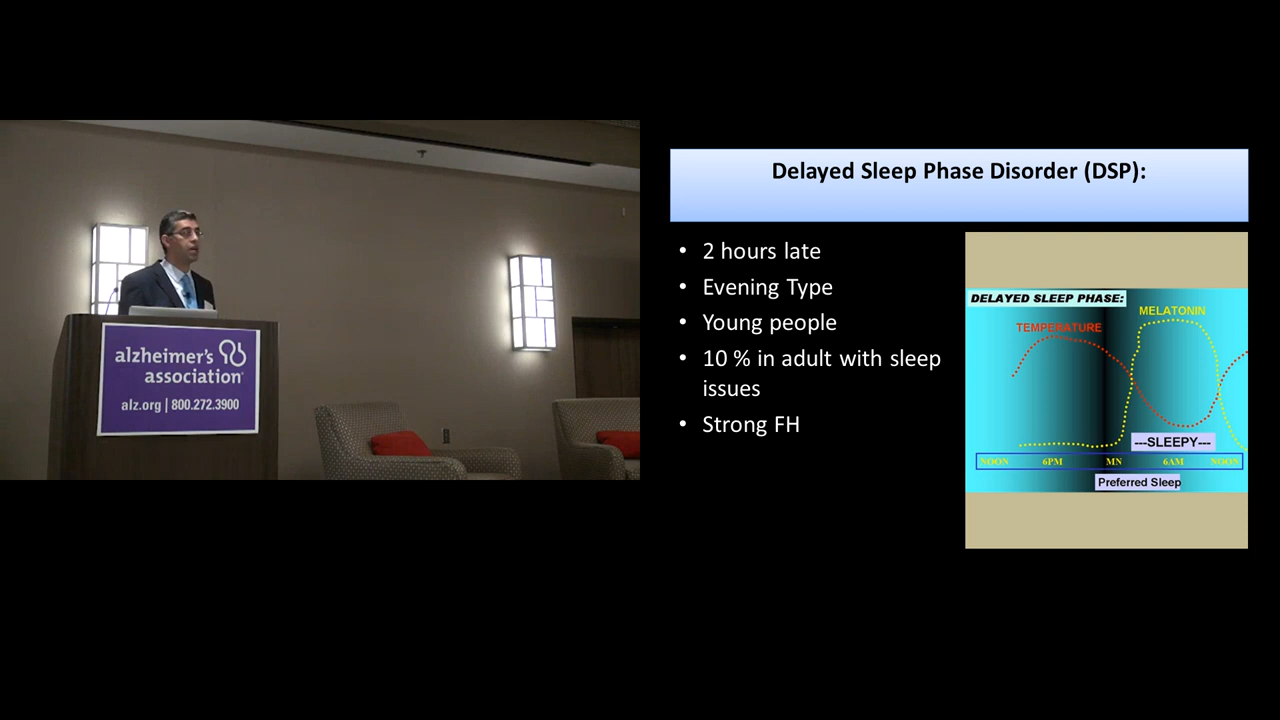 alzheimer's
association
alz.org | 800.272.3900
Delayed Sleep Phase Disorder (DSP):
• 2 hours late
• Evening Type
• Young people
• 10 % in adult with sleep
issues
• Strong FH
DELAYED SLEEP PHASE:
MELATONIN
TEMPERATURE
---SLEEPY---
NOON 6PM MN 6AM NOON
Preferred Sleep